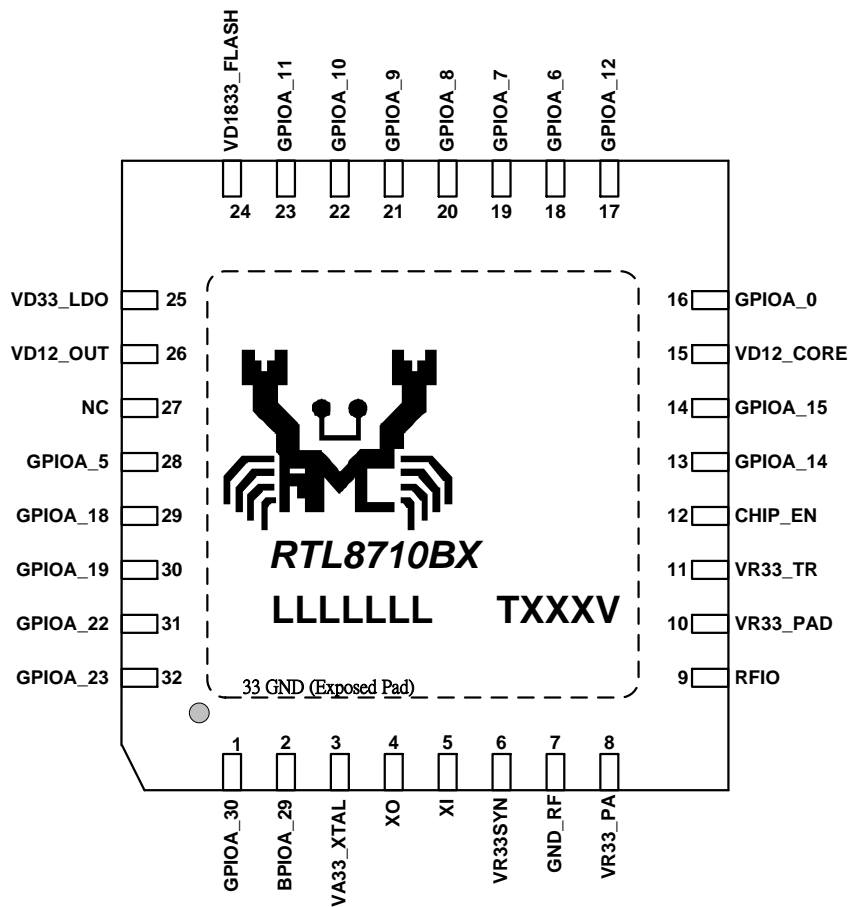 VD1833_FLASH
GPIOA_11
GPIOA_10
GPIOA_9
GPIOA_8
GPIOA_7
GPIOA_6
GPIOA_12
24 23 22 21 20 19 18 17
VD33_LDO 25 16 GPIOA_0
VD12_OUT 26 15 VD12_CORE
NC 27 14 GPIOA_15
GPIOA_5 28 13 GPIOA_14
GPIOA_18 29 12 CHIP_EN
RTL8710BX
GPIOA_19 30 11 VR33_TR
LLLLLLL TXXXV
GPIOA_22 31 10 VR33_PAD
GPIOA_23 32 9 RFIO
33 GND (Exposed Pad)
1 2 3 4 5 6 7 8
GPIOA_30
BPIOA_29
VA33_XTAL
XO
XI
VR33SYN
GND_RF
VR33_PA